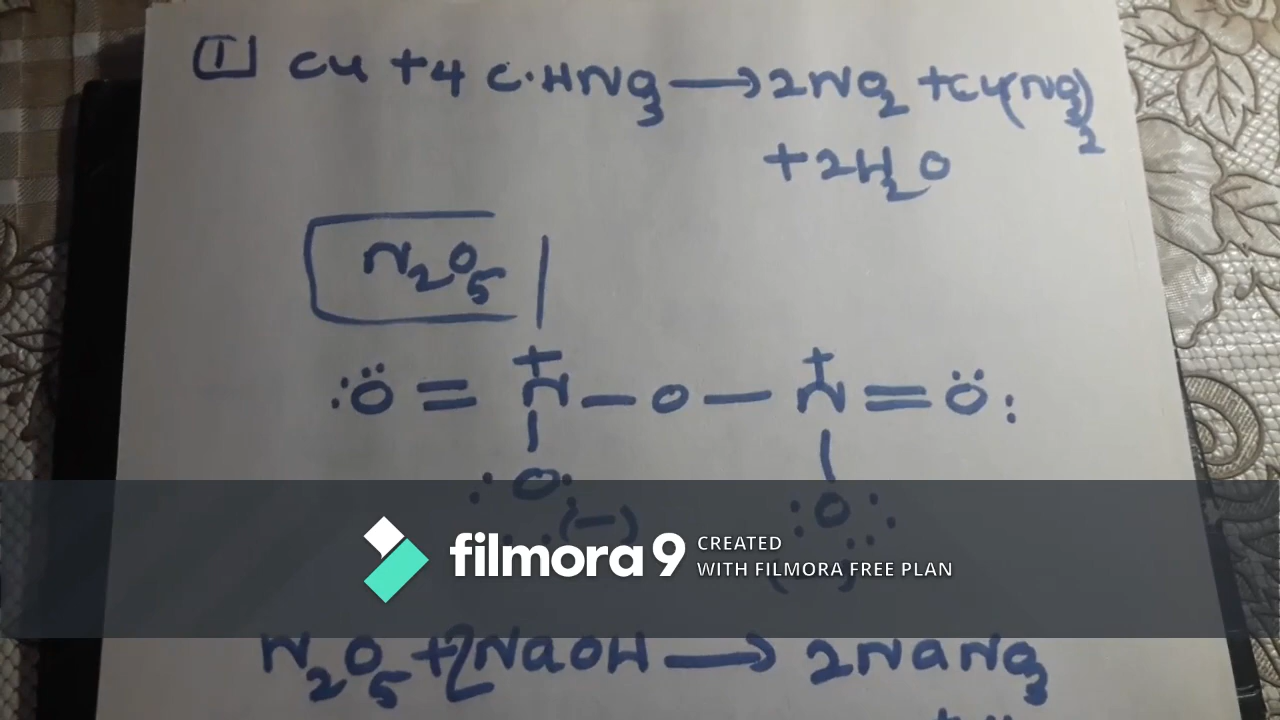 1 Cu + 4 C.HNO3 → 2NO2 + Cu(NO3)2
+ 2H2O
N2O5
:Ö = N+ — O — N+ = Ö:
O O
(−) (−)
filmora9 CREATED
WITH FILMORA FREE PLAN
N2O5 + 2NaOH → 2NaNO3